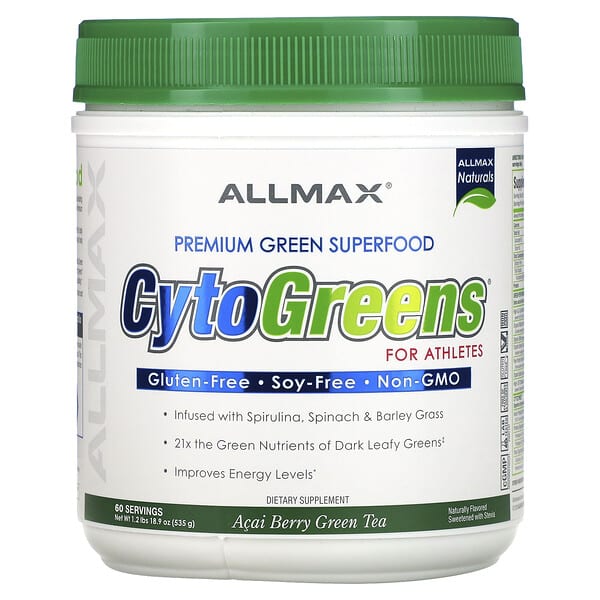 ALLMAX®
ALLMAX
Naturals
PREMIUM GREEN SUPERFOOD
CytoGreens®
FOR ATHLETES
Gluten-Free • Soy-Free • Non-GMO
• Infused with Spirulina, Spinach & Barley Grass
• 21x the Green Nutrients of Dark Leafy Greens‡
• Improves Energy Levels*
DIETARY SUPPLEMENT
60 SERVINGS
Net Wt 1.2 lbs 18.9 oz (535 g)
Açai Berry Green Tea
Naturally Flavored
Sweetened with Stevia
ALLMAX
cGMP